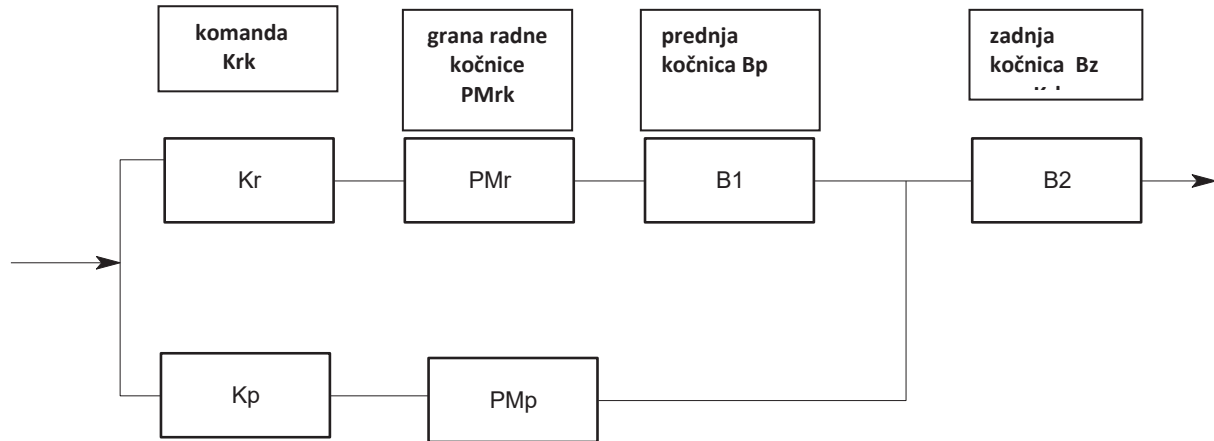 komanda
Krk
grana radne
kočnice
PMrk
prednja
kočnica Bp
zadnja
kočnica Bz
Kr
PMr
B1
B2
Kp
PMp